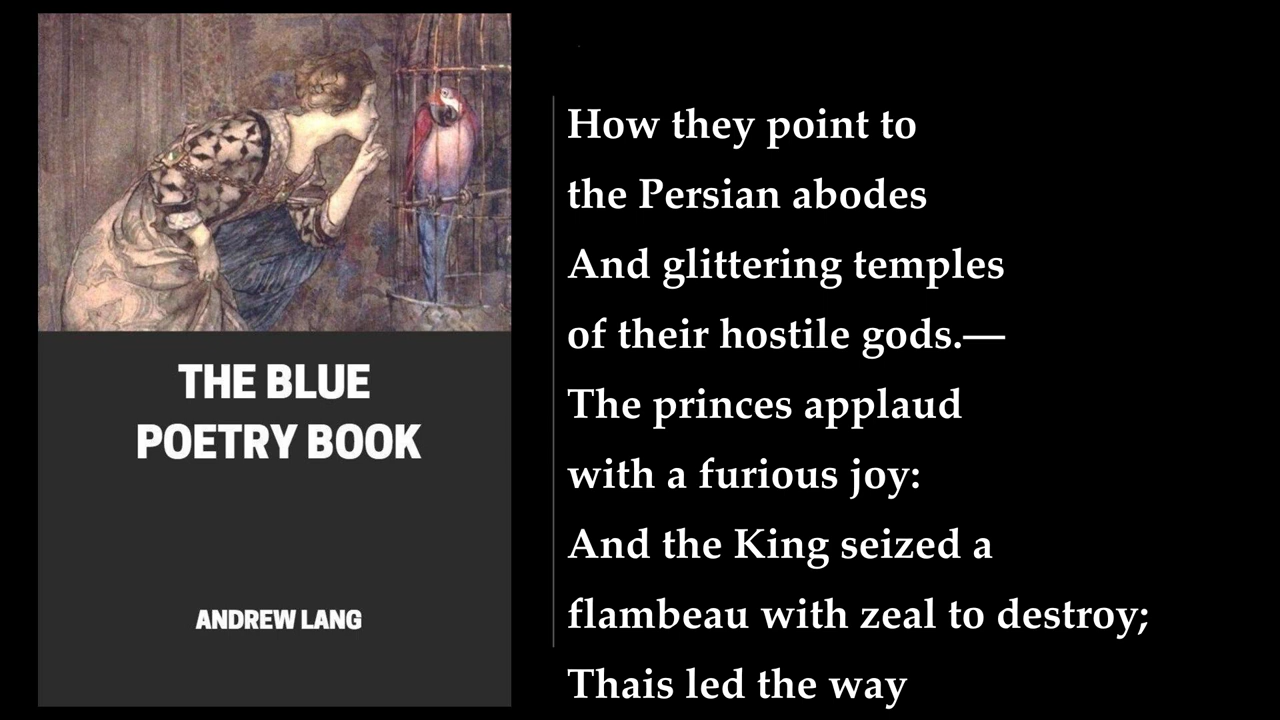 THE BLUE
POETRY BOOK
ANDREW LANG
How they point to
the Persian abodes
And glittering temples
of their hostile gods.—
The princes applaud
with a furious joy:
And the King seized a
flambeau with zeal to destroy;
Thais led the way